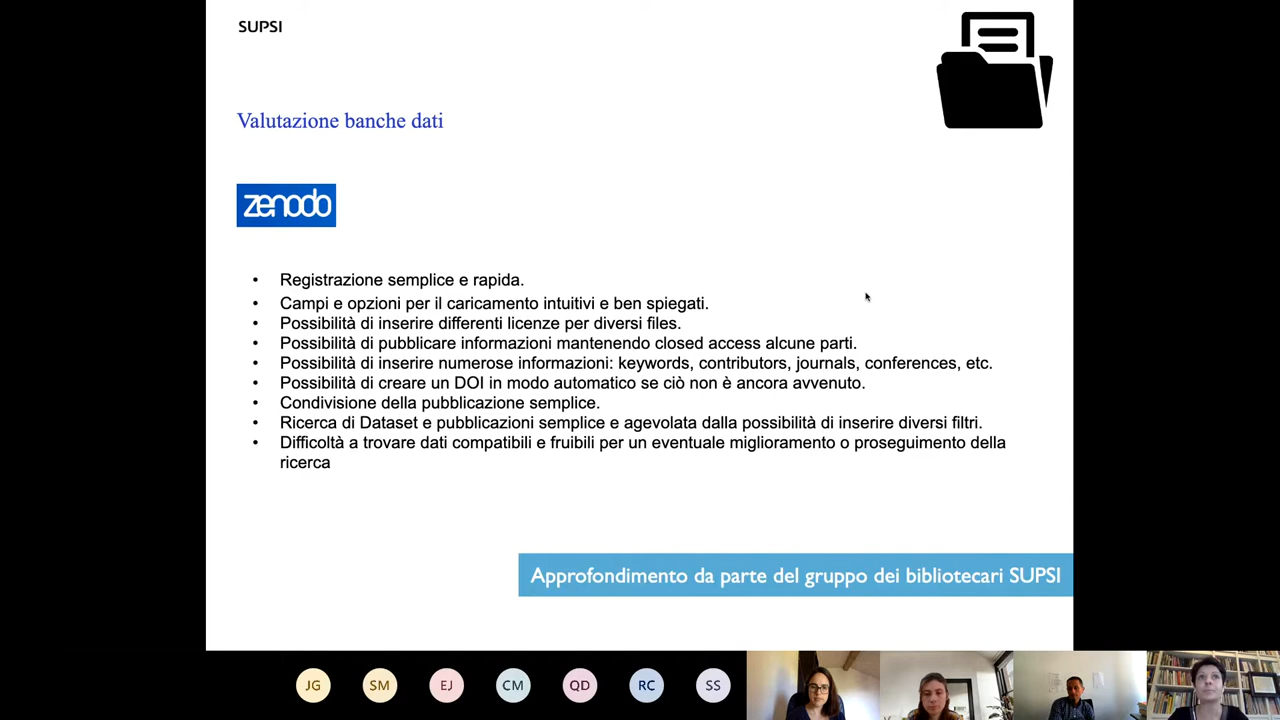 SUPSI
Valutazione banche dati
zenodo
• Registrazione semplice e rapida.
• Campi e opzioni per il caricamento intuitivi e ben spiegati.
• Possibilità di inserire differenti licenze per diversi files.
• Possibilità di pubblicare informazioni mantenendo closed access alcune parti.
• Possibilità di inserire numerose informazioni: keywords, contributors, journals, conferences, etc.
• Possibilità di creare un DOI in modo automatico se ciò non è ancora avvenuto.
• Condivisione della pubblicazione semplice.
• Ricerca di Dataset e pubblicazioni semplice e agevolata dalla possibilità di inserire diversi filtri.
• Difficoltà a trovare dati compatibili e fruibili per un eventuale miglioramento o proseguimento della
ricerca
Approfondimento da parte del gruppo dei bibliotecari SUPSI
JG SM EJ CM QD RC SS